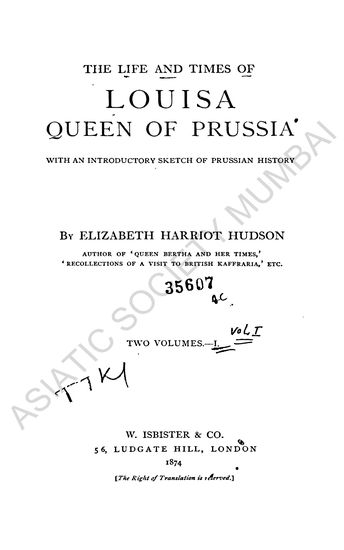 THE LIFE AND TIMES OF
LOUISA
QUEEN OF PRUSSIA
WITH AN INTRODUCTORY SKETCH OF PRUSSIAN HISTORY
BY ELIZABETH HARRIOT HUDSON
AUTHOR OF 'QUEEN BERTHA AND HER TIMES,'
'RECOLLECTIONS OF A VISIT TO BRITISH KAFFRARIA,' ETC.
35607
TWO VOLUMES.—I.
Vol. I
W. ISBISTER & CO.
56, LUDGATE HILL, LONDON
1874
[The Right of Translation is reserved.]
ASIATIC SOCIETY MUMBAI